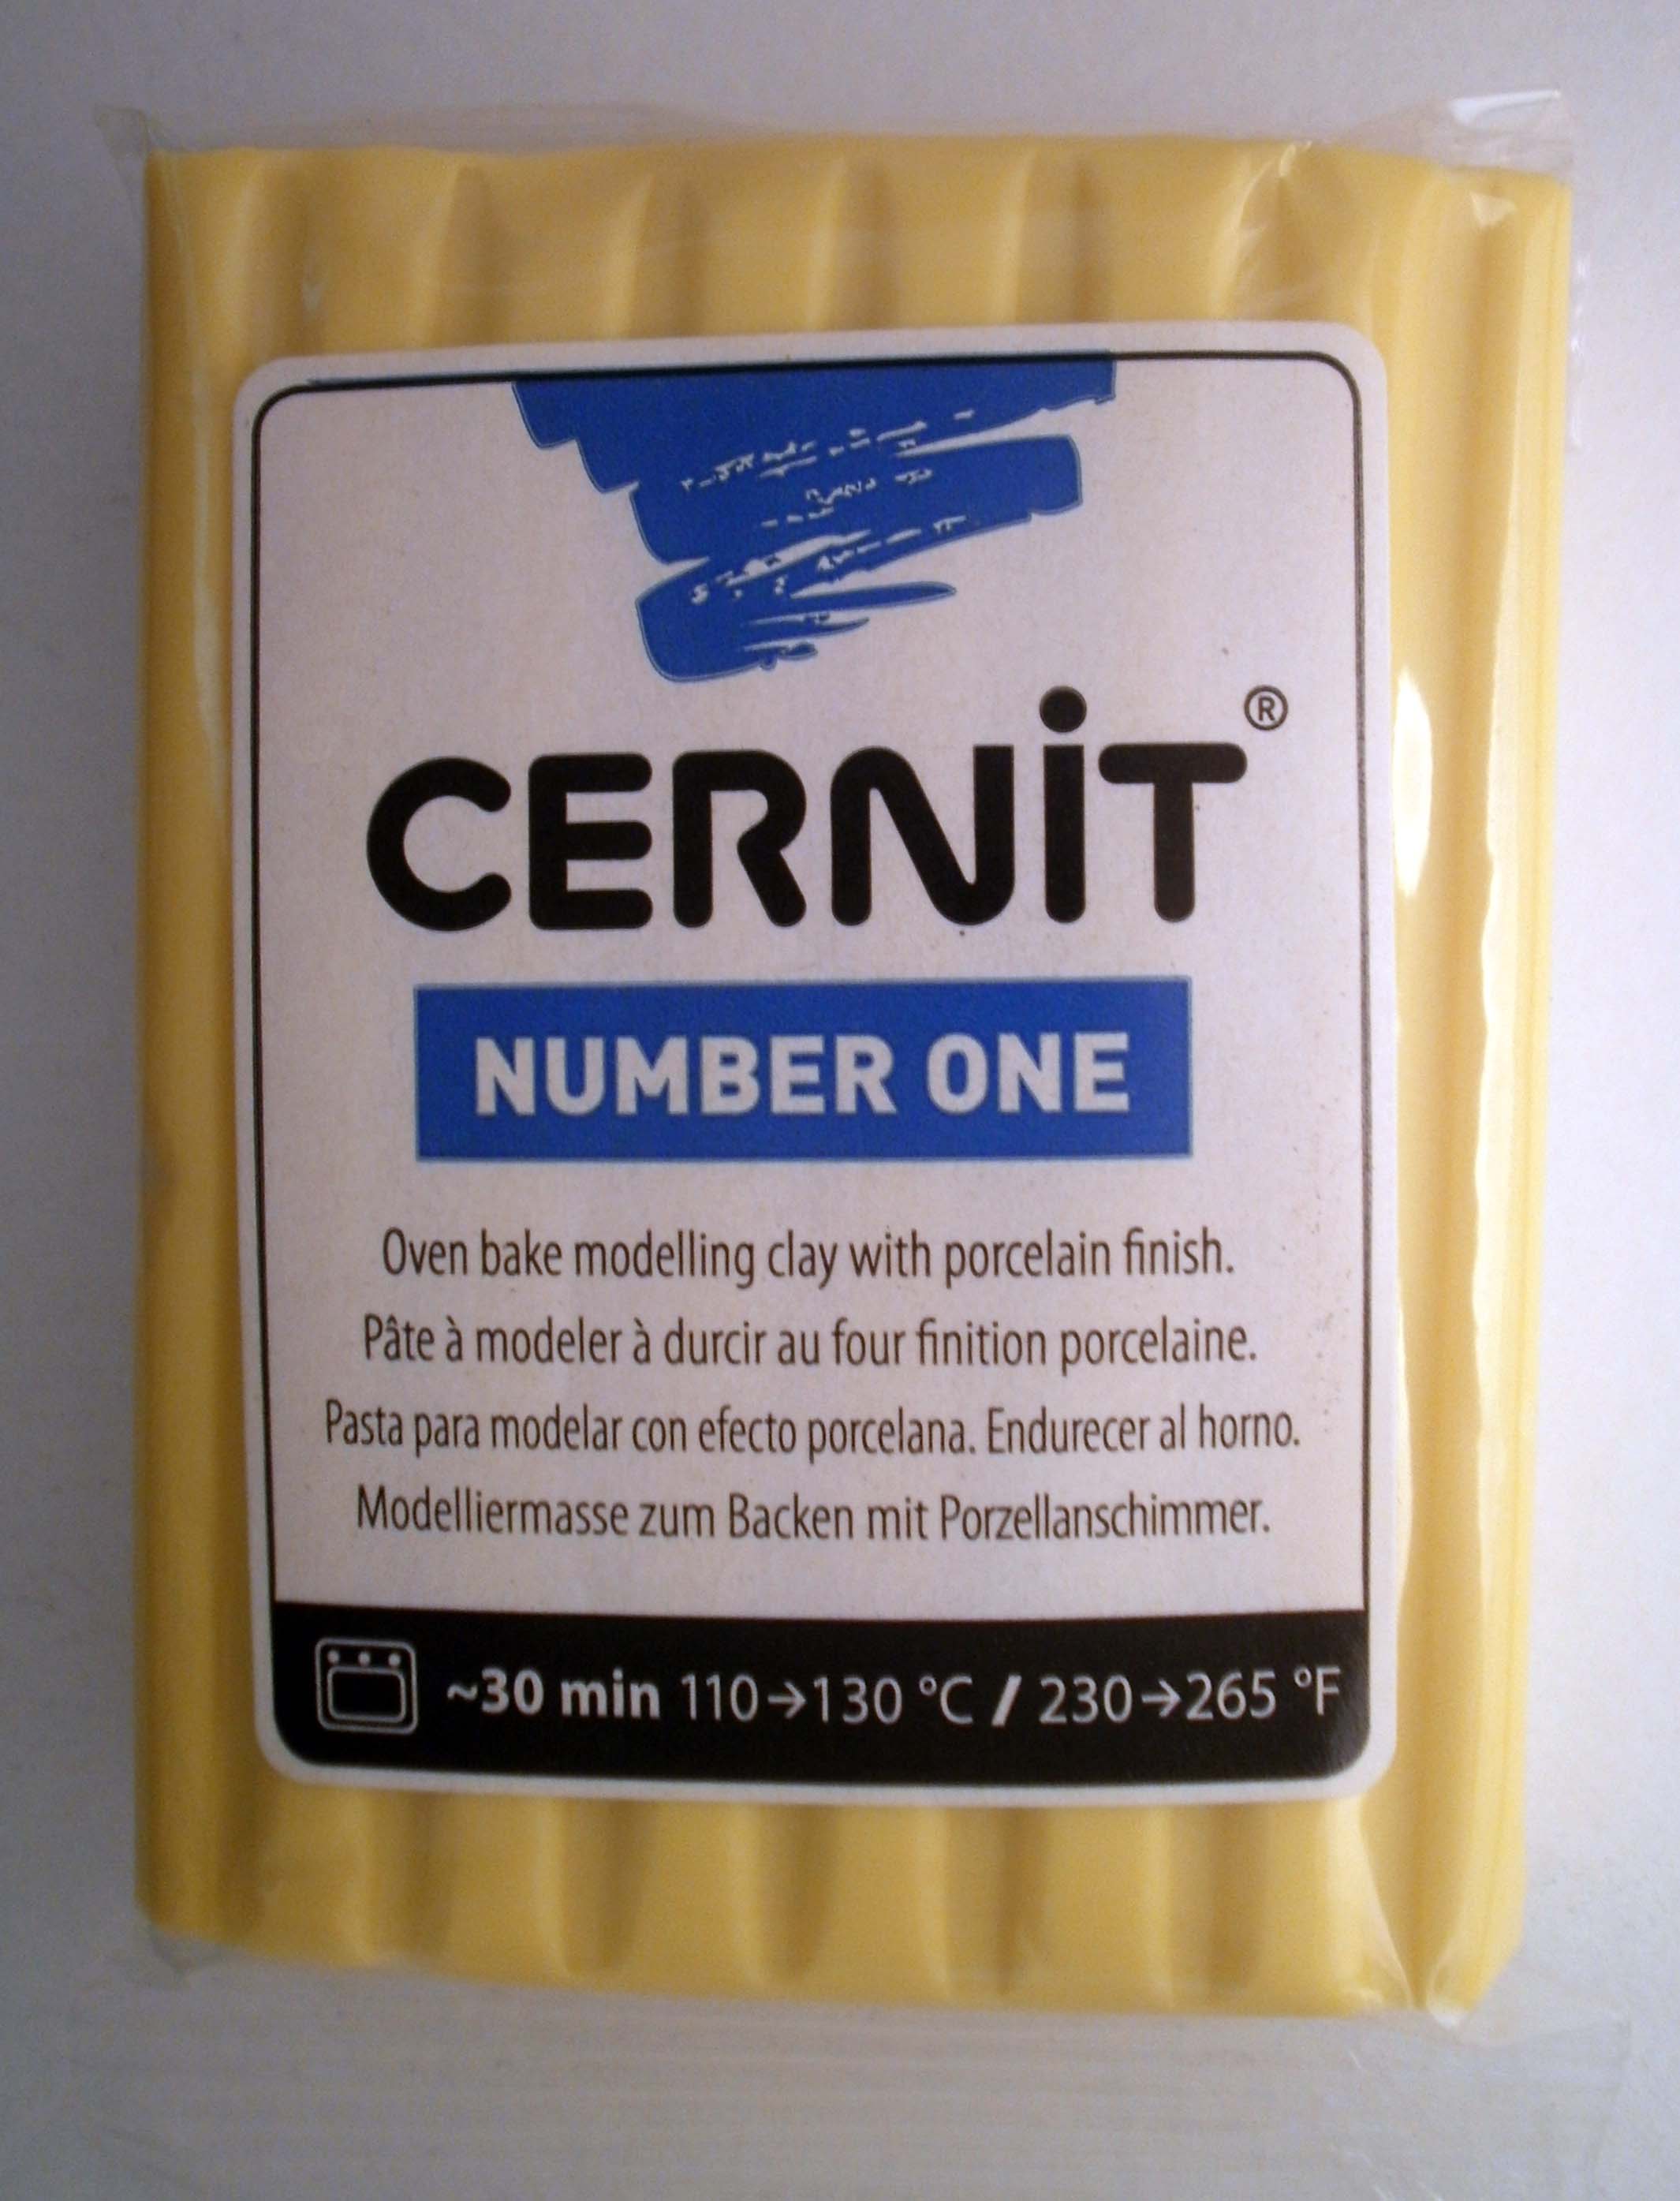 CERNiT®
NUMBER ONE
Oven bake modelling clay with porcelain finish.
Pâte à modeler à durcir au four finition porcelaine.
Pasta para modelar con efecto porcelana. Endurecer al horno.
Modelliermasse zum Backen mit Porzellanschimmer.
~30 min 110→130 °C / 230→265 °F